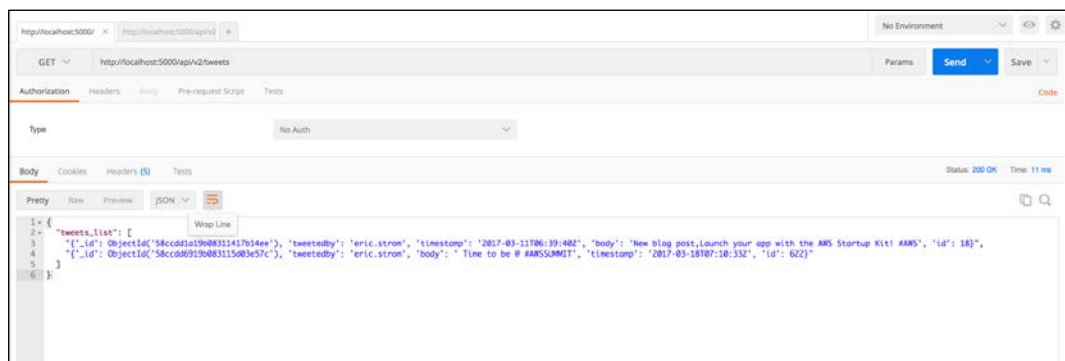 http://localhost:5000/ × http://localhost:5000/api/v2 +
No Environment
GET http://localhost:5000/api/v2/tweets Params Send Save
Authorization Headers Body Pre-request Script Tests Code
Type No Auth
Body Cookies Headers (5) Tests Status: 200 OK Time: 11 ms
Pretty Raw Preview JSON
Wrap Line
1 {
2 "tweets_list": [
3 "{'_id': ObjectId('58ccdd1a19b08311417b14ee'), 'tweetedby': 'eric.strom', 'timestamp': '2017-03-11T06:39:40Z', 'body': 'New blog post,Launch your app with the AWS Startup Kit! #AWS', 'id': 18}",
4 "{'_id': ObjectId('58ccdd6919b083115d03e57c'), 'tweetedby': 'eric.strom', 'body': ' Time to be @ #AWSSUMMIT', 'timestamp': '2017-03-18T07:10:33Z', 'id': 622}"
5 ]
6 }